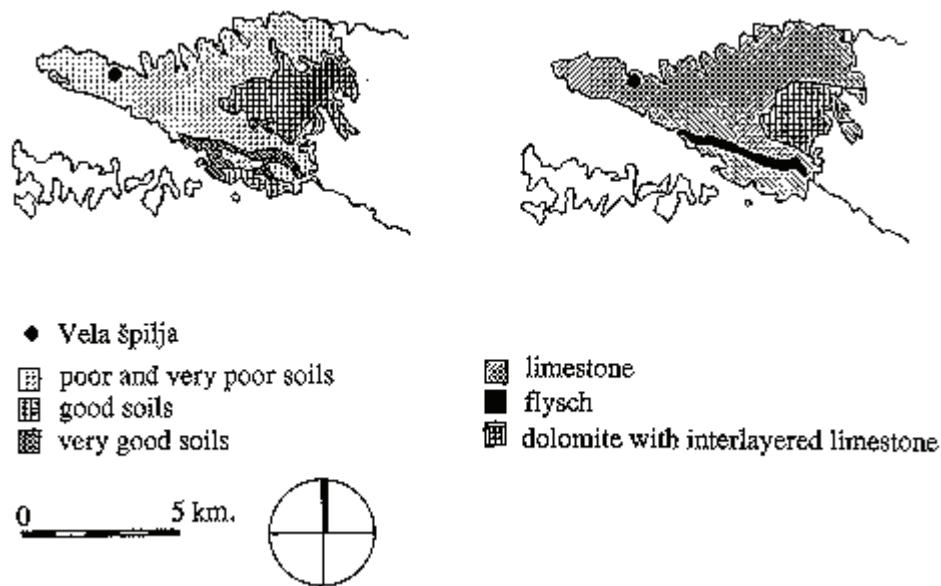 Vela špilja
poor and very poor soils
good soils
very good soils
limestone
flysch
dolomite with interlayered limestone
0 5 km.